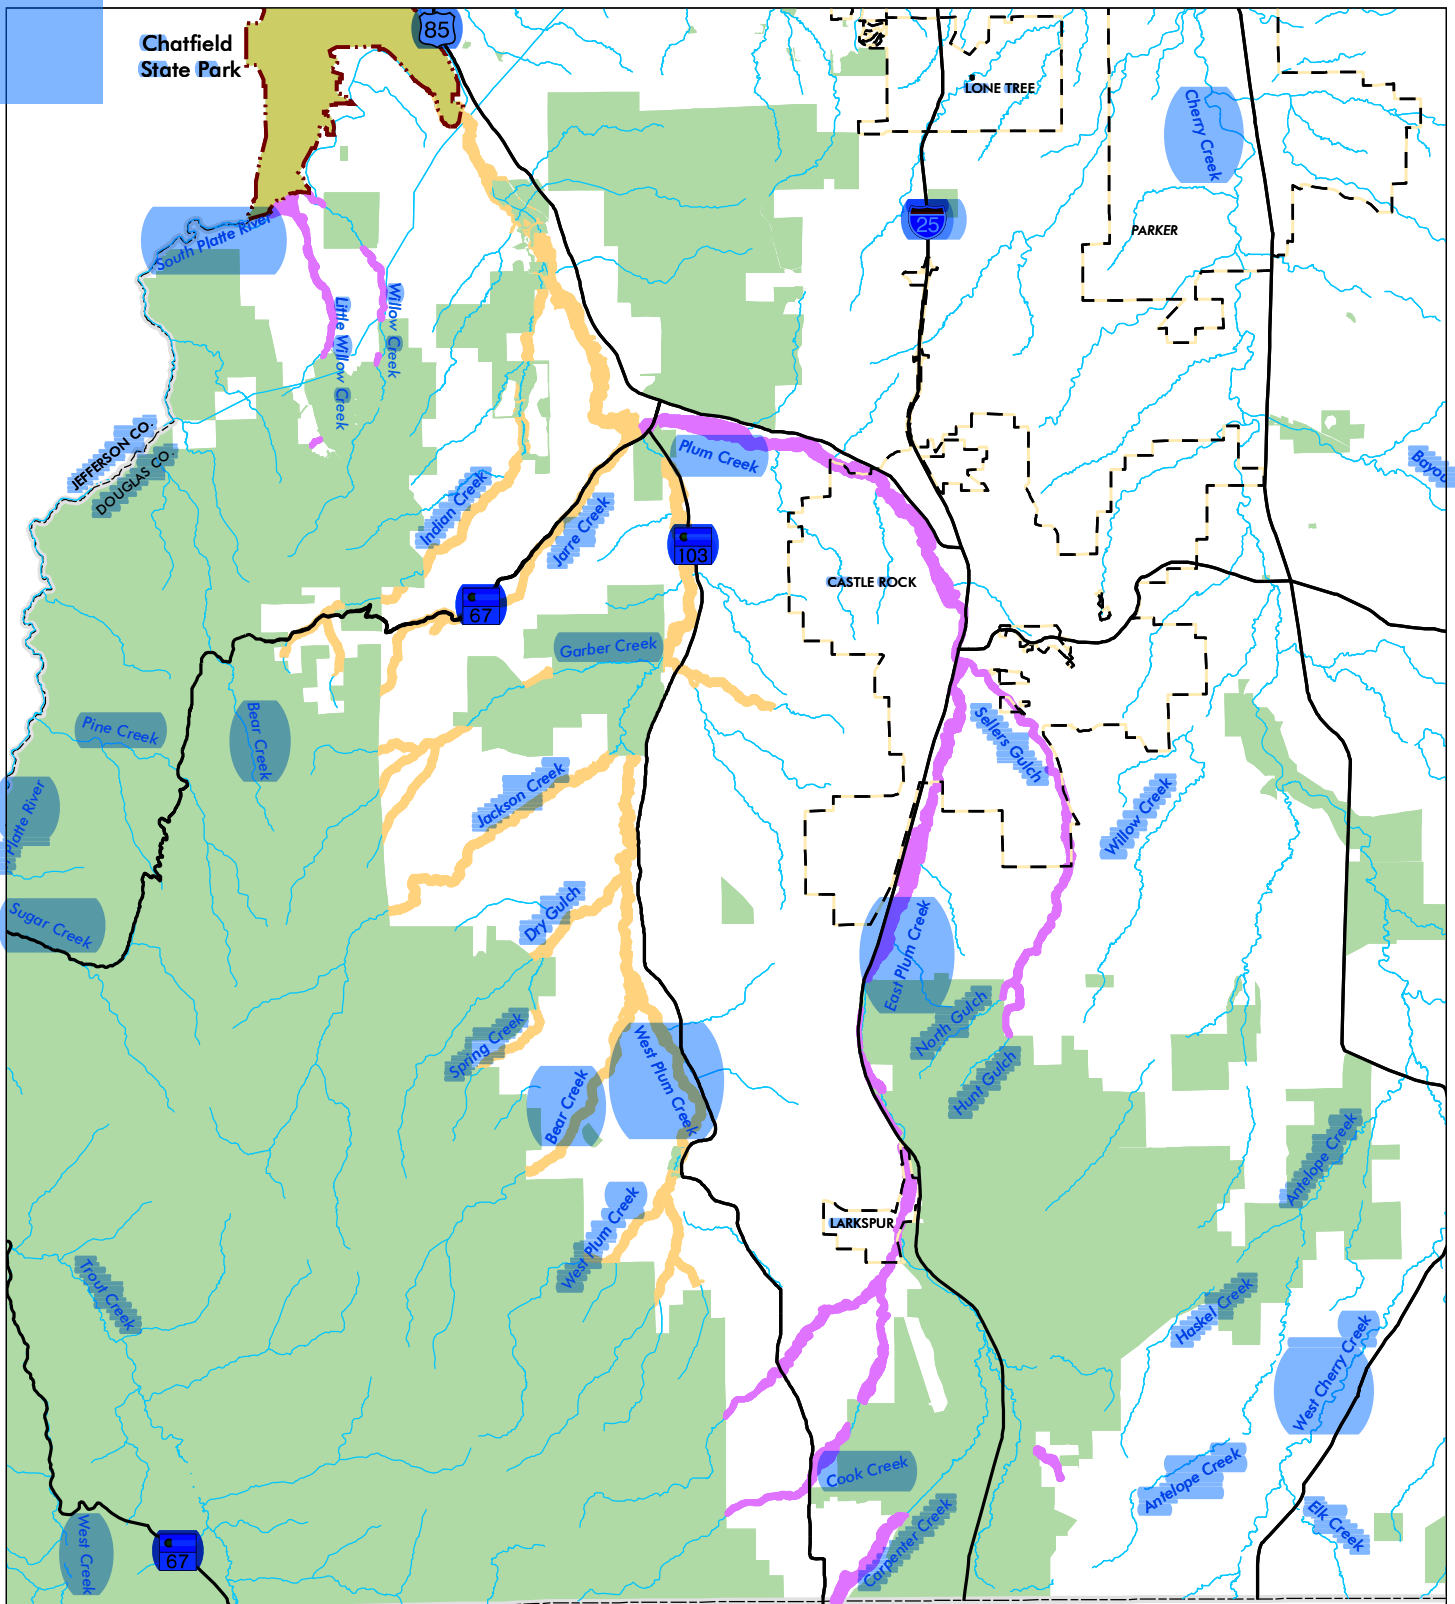 85
Chatfield
State Park
LONE TREE
Cherry Creek
25
South Platte River
PARKER
Little Willow Creek
Willow Creek
JEFFERSON CO.
DOUGLAS CO.
Plum Creek
Bayou
Indian Creek
Jarre Creek
103
CASTLE ROCK
67
Garber Creek
Pine Creek
Bear Creek
Sellers Gulch
Platte River
Jackson Creek
Willow Creek
Sugar Creek
Dry Gulch
East Plum Creek
North Gulch
Spring Creek
West Plum Creek
Bear Creek
Hunt Gulch
Antelope Creek
West Plum Creek
LARKSPUR
Trout Creek
Haskel Creek
West Cherry Creek
Cook Creek
Antelope Creek
Carpenter Creek
Elk Creek
West Creek
67